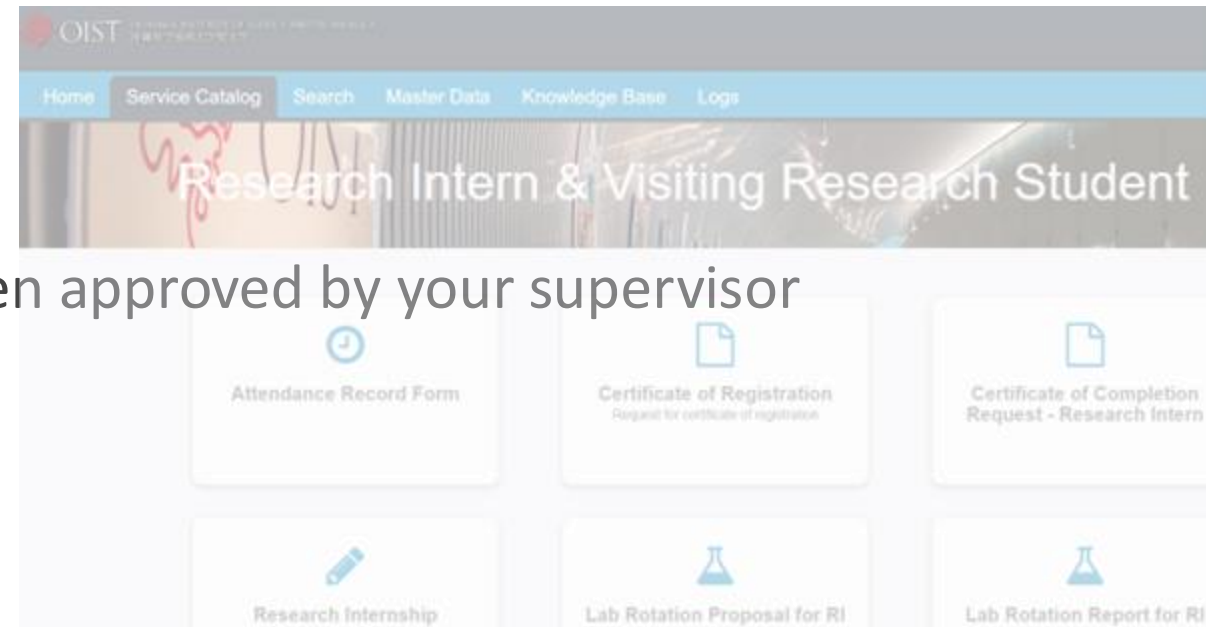 OIST
Home Service Catalog Search Master Data Knowledge Base Logs
Research Intern & Visiting Research Student
en approved by your supervisor
Attendance Record Form
Certificate of Registration
Request for certificate of registration
Certificate of Completion
Request - Research Intern
Research Internship
Lab Rotation Proposal for RI
Lab Rotation Report for RI